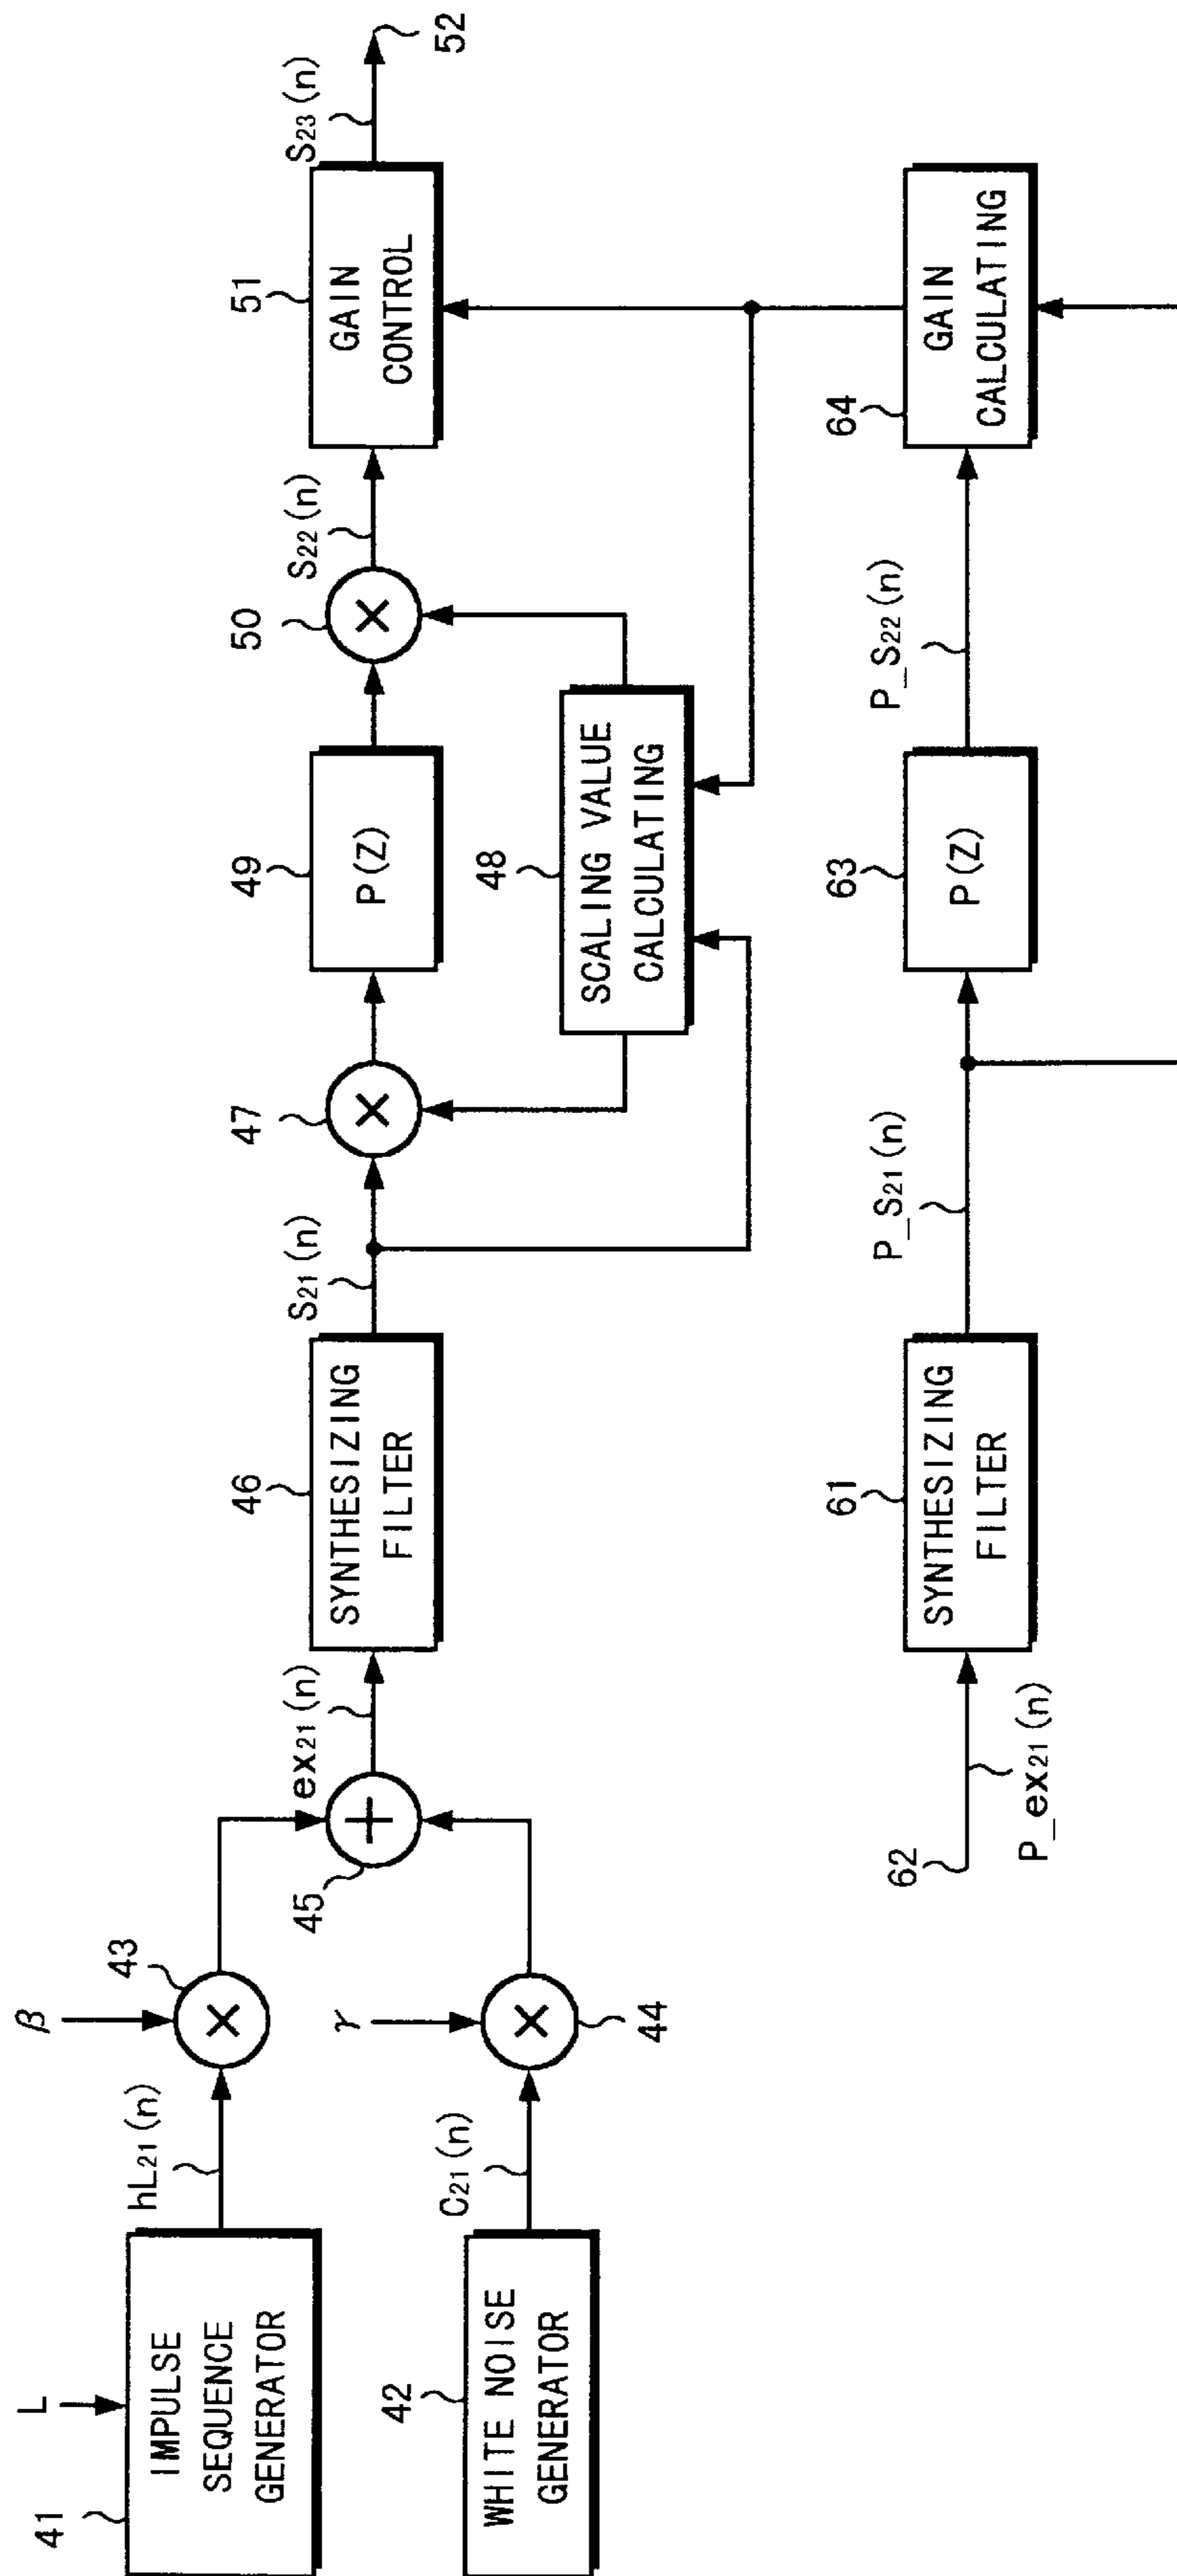 L
41
IMPULSE
SEQUENCE
GENERATOR
hL21(n)
β
43
42
WHITE NOISE
GENERATOR
C21(n)
γ
44
45
ex21(n)
46
SYNTHESIZING
FILTER
S21(n)
47
49
P(Z)
48
SCALING VALUE
CALCULATING
50
S22(n)
51
GAIN
CONTROL
S23(n)
52
62
P_ex21(n)
61
SYNTHESIZING
FILTER
P_S21(n)
63
P(Z)
P_S22(n)
64
GAIN
CALCULATING